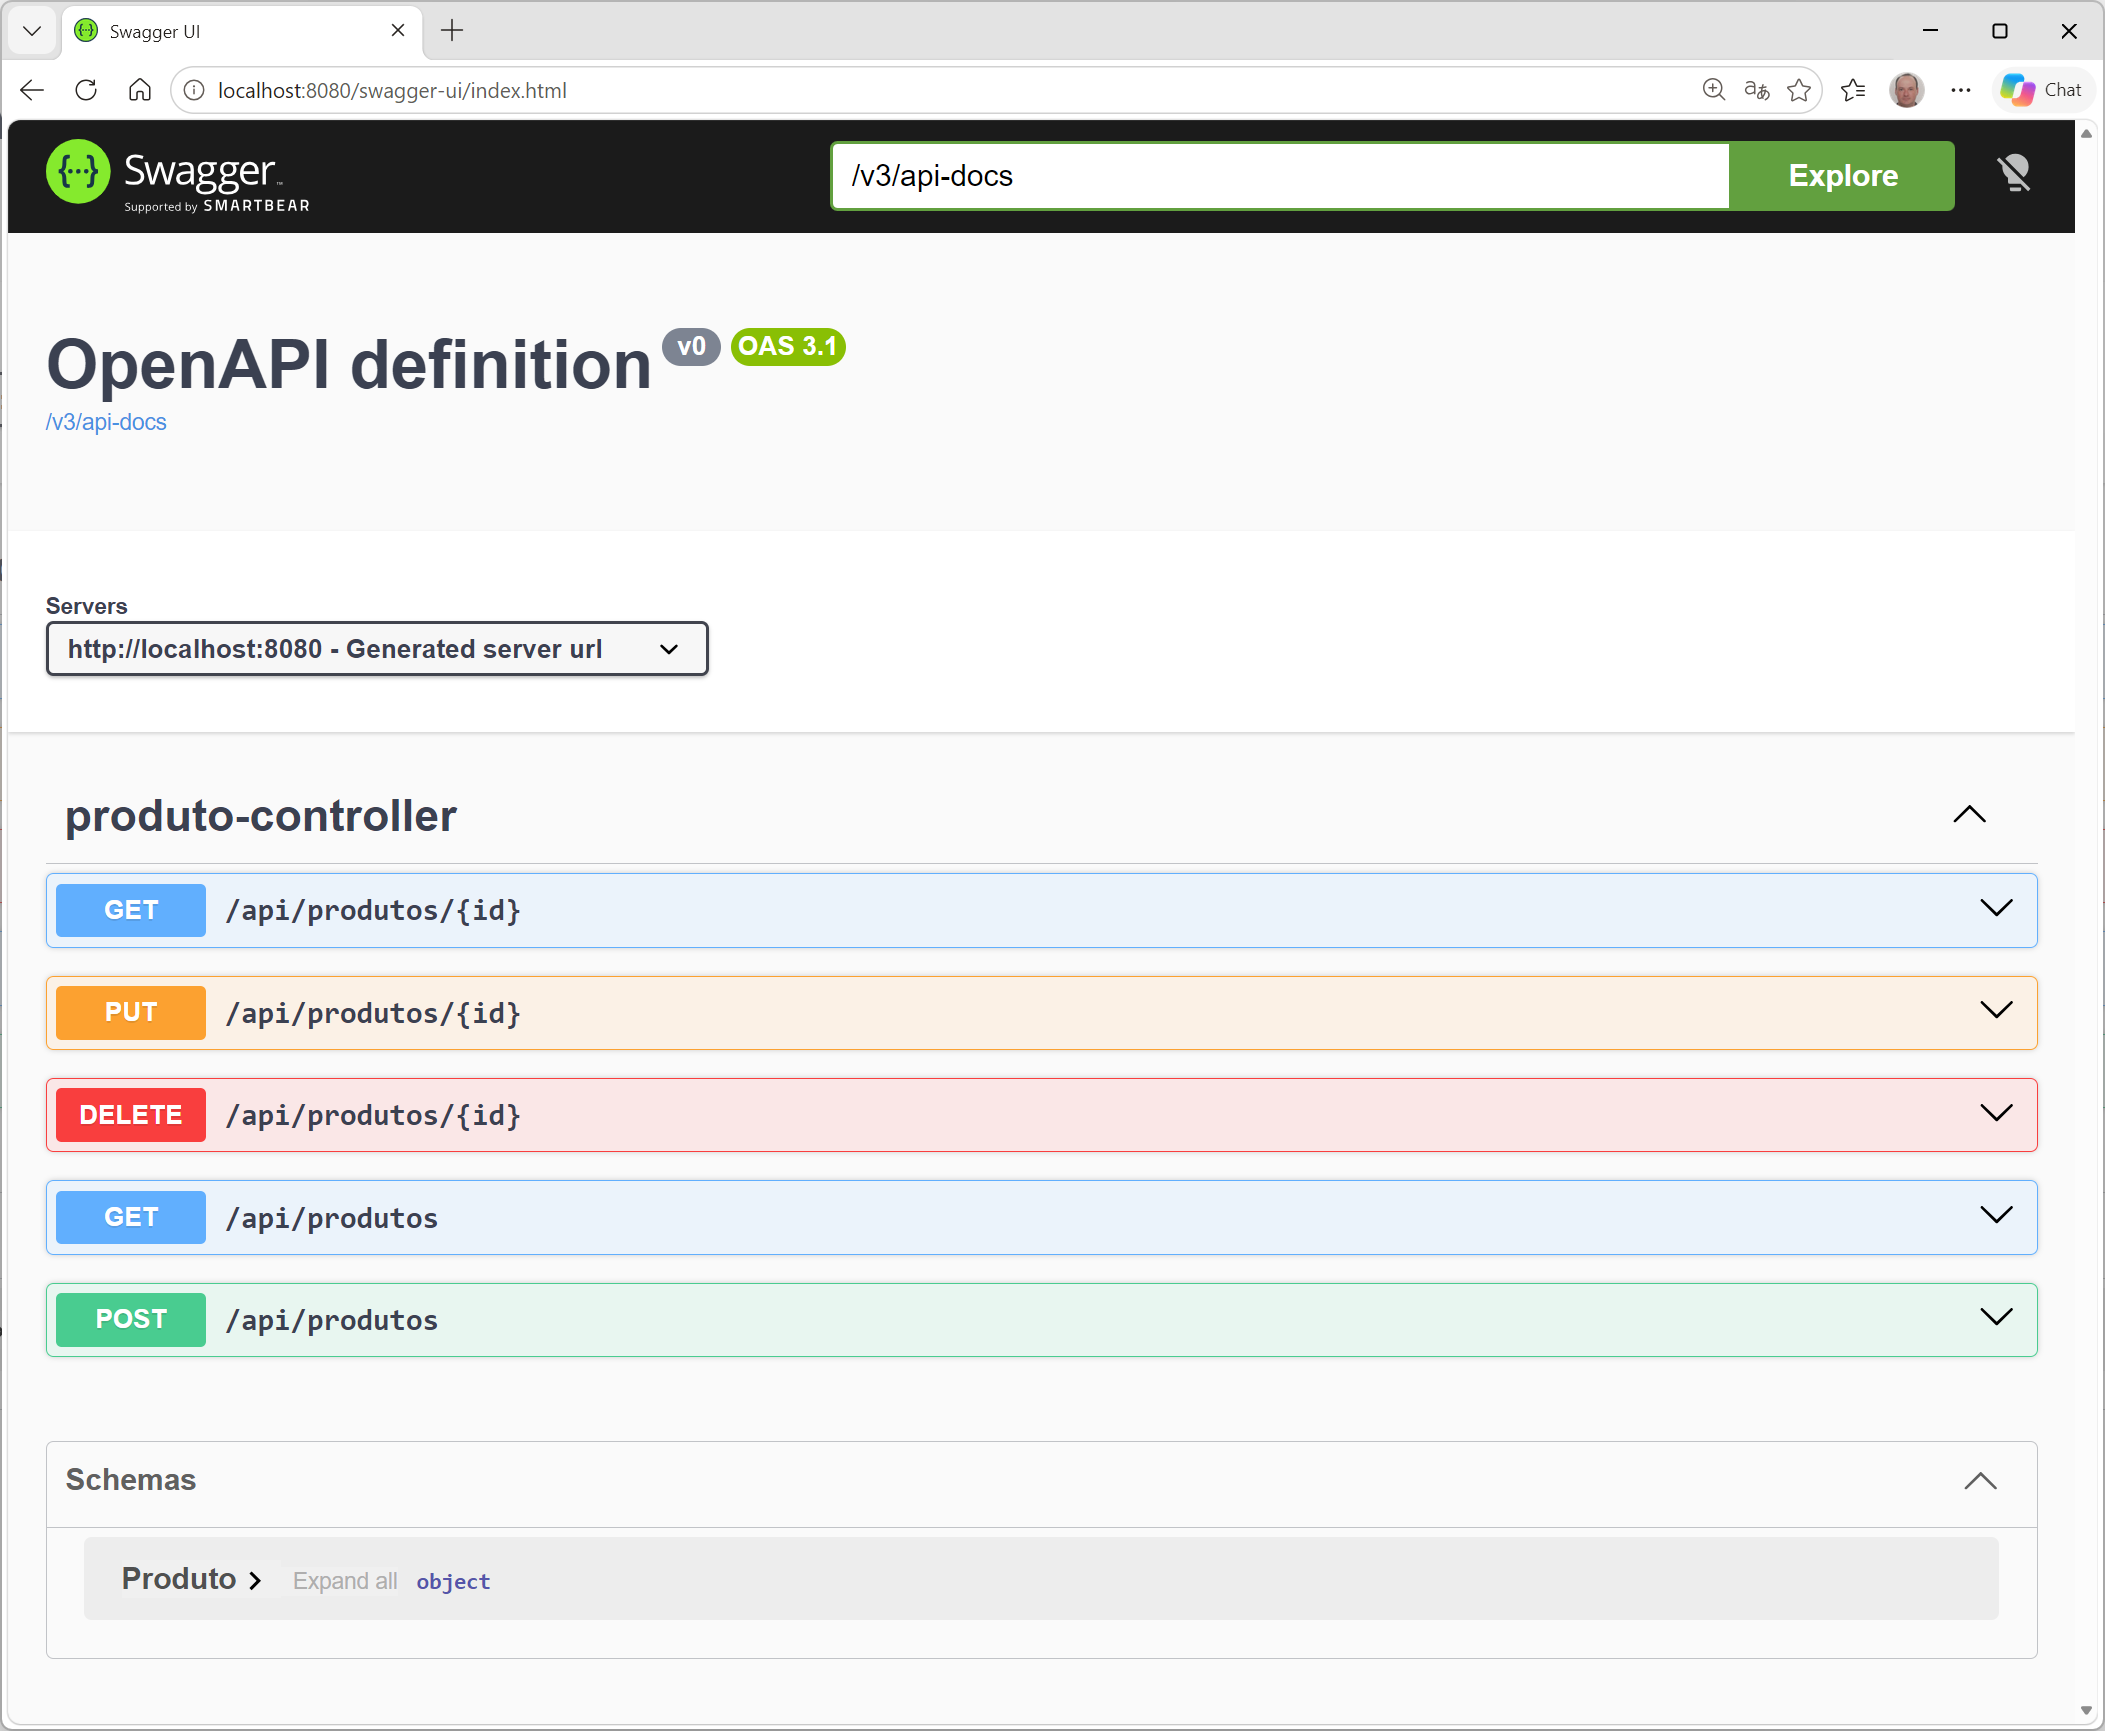 Swagger UI
localhost:8080/swagger-ui/index.html
Chat
Swagger™
Supported by SMARTBEAR
/v3/api-docs
Explore
OpenAPI definition v0 OAS 3.1
/v3/api-docs
Servers
http://localhost:8080 - Generated server url
produto-controller
GET /api/produtos/{id}
PUT /api/produtos/{id}
DELETE /api/produtos/{id}
GET /api/produtos
POST /api/produtos
Schemas
Produto Expand all object